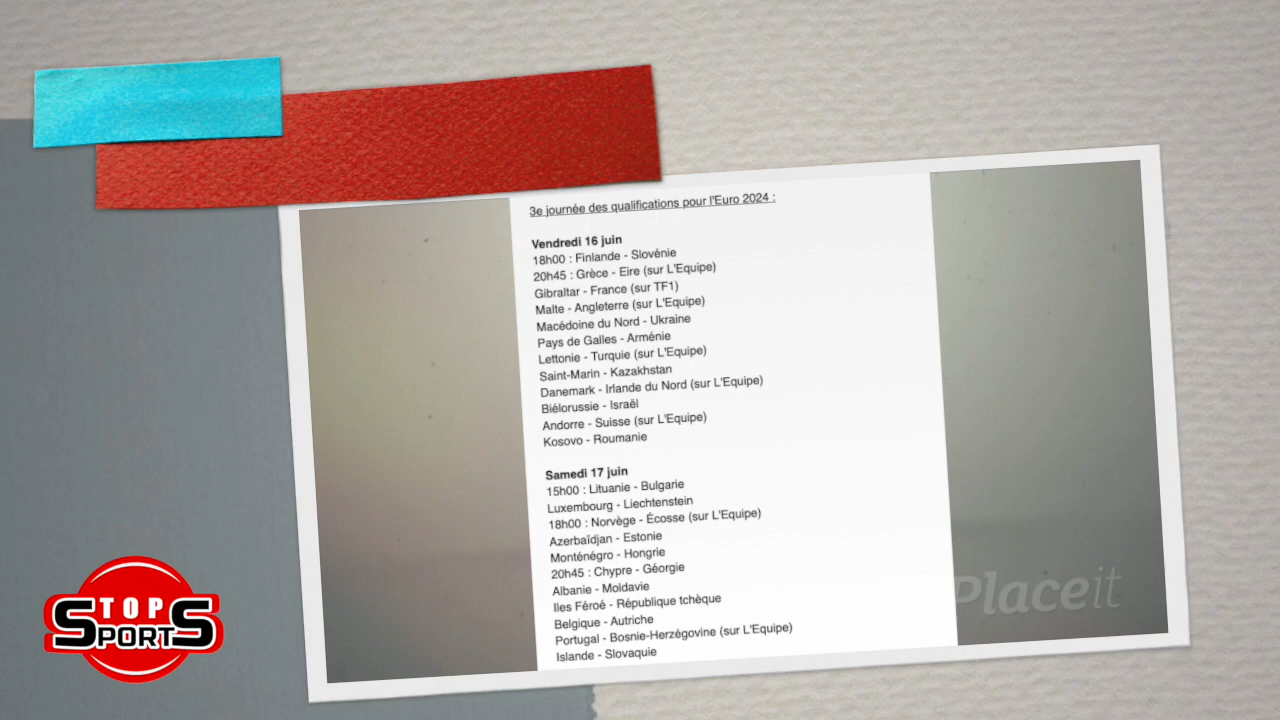 3e journée des qualifications pour l'Euro 2024 :
Vendredi 16 juin
18h00 : Finlande - Slovénie
20h45 : Grèce - Eire (sur L'Equipe)
Gibraltar - France (sur TF1)
Malte - Angleterre (sur L'Equipe)
Macédoine du Nord - Ukraine
Pays de Galles - Arménie
Lettonie - Turquie (sur L'Equipe)
Saint-Marin - Kazakhstan
Danemark - Irlande du Nord (sur L'Equipe)
Biélorussie - Israël
Andorre - Suisse (sur L'Equipe)
Kosovo - Roumanie
Samedi 17 juin
15h00 : Lituanie - Bulgarie
Luxembourg - Liechtenstein
18h00 : Norvège - Écosse (sur L'Equipe)
Azerbaïdjan - Estonie
Monténégro - Hongrie
20h45 : Chypre - Géorgie
Albanie - Moldavie
Iles Féroé - République tchèque
Belgique - Autriche
Portugal - Bosnie-Herzégovine (sur L'Equipe)
Islande - Slovaquie
Placeit
TOP
SPORTS